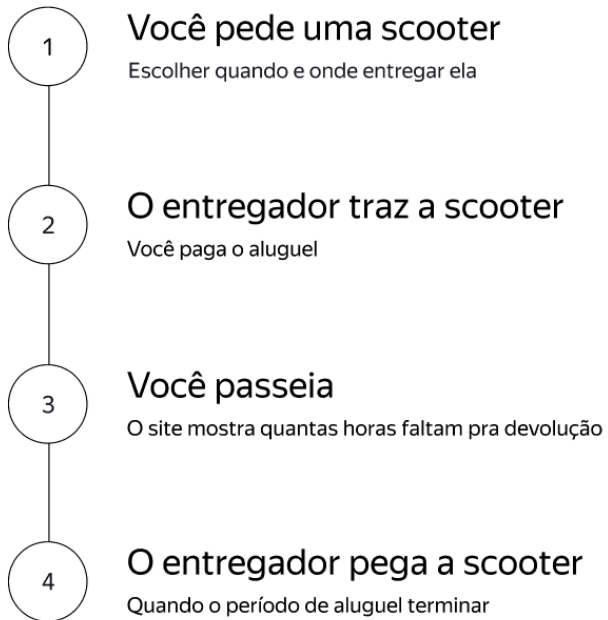 1
Você pede uma scooter
Escolher quando e onde entregar ela
2
O entregador traz a scooter
Você paga o aluguel
3
Você passeia
O site mostra quantas horas faltam pra devolução
4
O entregador pega a scooter
Quando o período de aluguel terminar